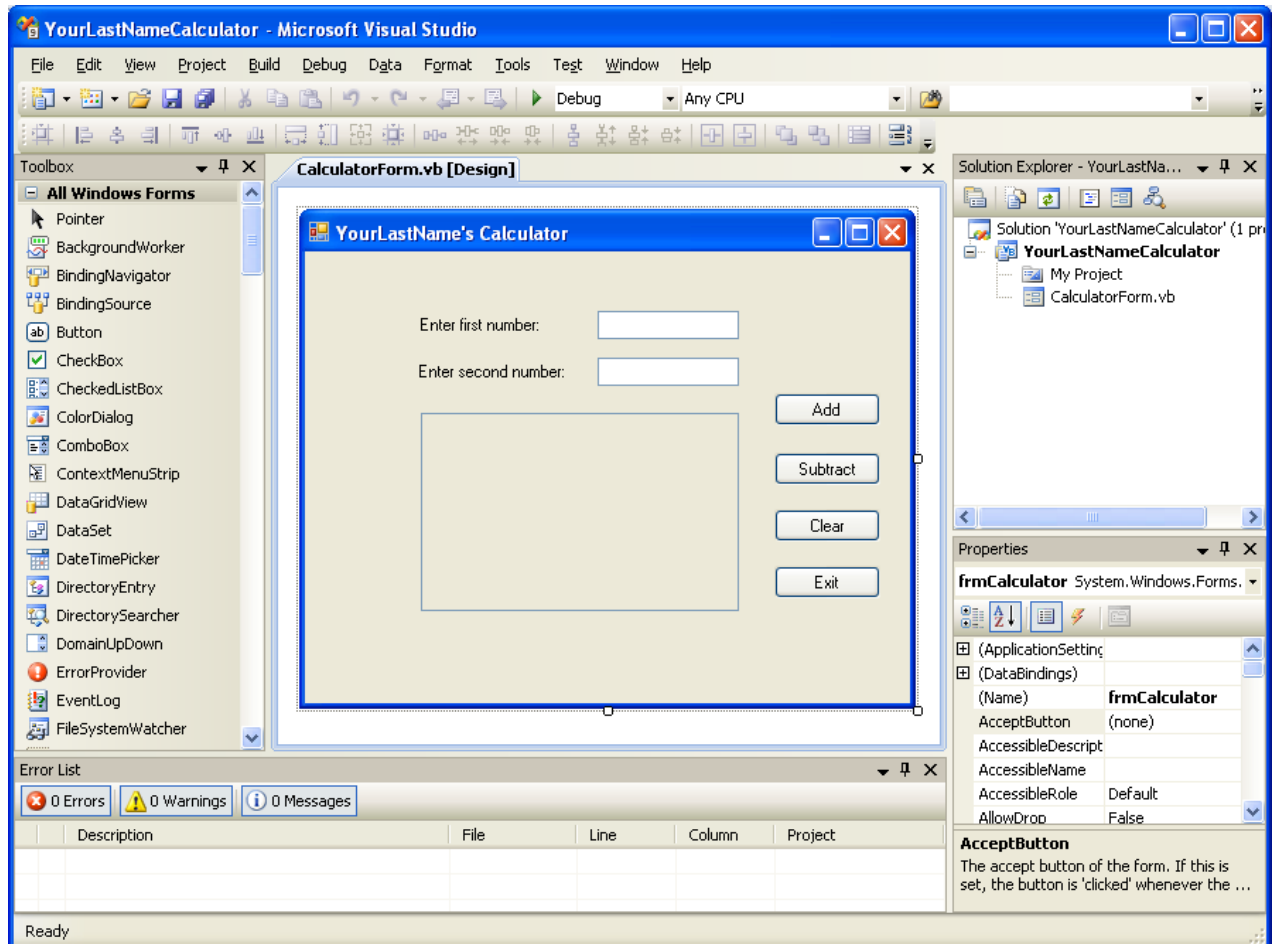 YourLastNameCalculator - Microsoft Visual Studio
File Edit View Project Build Debug Data Format Tools Test Window Help
Debug Any CPU
Toolbox
All Windows Forms
Pointer
BackgroundWorker
BindingNavigator
BindingSource
Button
CheckBox
CheckedListBox
ColorDialog
ComboBox
ContextMenuStrip
DataGridView
DataSet
DateTimePicker
DirectoryEntry
DirectorySearcher
DomainUpDown
ErrorProvider
EventLog
FileSystemWatcher
CalculatorForm.vb [Design]
YourLastName's Calculator
Enter first number:
Enter second number:
Add
Subtract
Clear
Exit
Solution Explorer - YourLastNa...
Solution 'YourLastNameCalculator' (1 pr
YourLastNameCalculator
My Project
CalculatorForm.vb
Properties
frmCalculator System.Windows.Forms.
(ApplicationSetting
(DataBindings)
(Name) frmCalculator
AcceptButton (none)
AccessibleDescript
AccessibleName
AccessibleRole Default
AllowDrop False
AcceptButton
The accept button of the form. If this is
set, the button is 'clicked' whenever the ...
Error List
0 Errors 0 Warnings 0 Messages
Description File Line Column Project
Ready